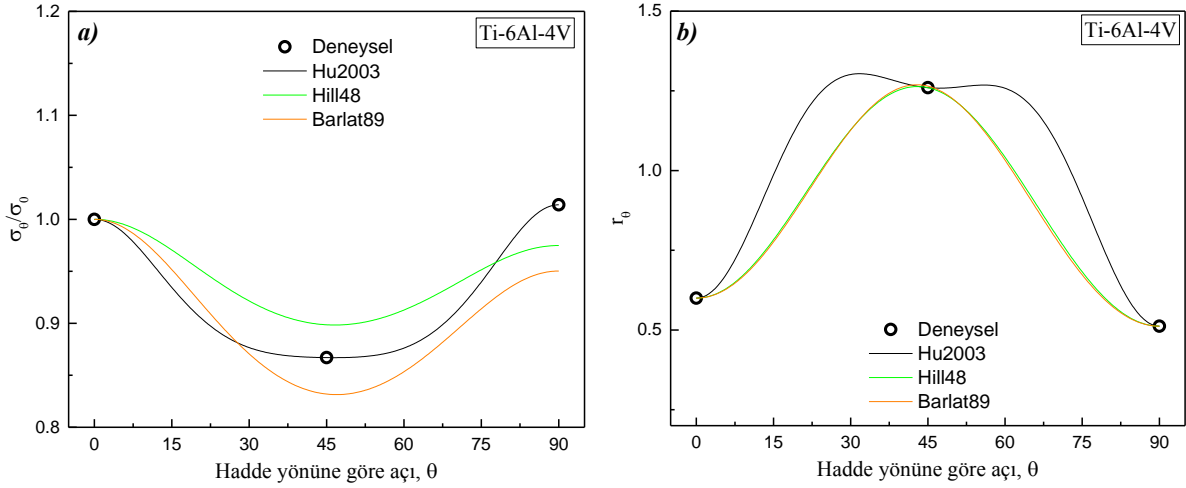 a)
Ti-6Al-4V
Deneysel
Hu2003
Hill48
Barlat89
1.2
1.1
1.0
0.9
0.8
σθ/σ0
0 15 30 45 60 75 90
Hadde yönüne göre açı, θ
b)
Ti-6Al-4V
1.5
1.0
0.5
rθ
Deneysel
Hu2003
Hill48
Barlat89
0 15 30 45 60 75 90
Hadde yönüne göre açı, θ